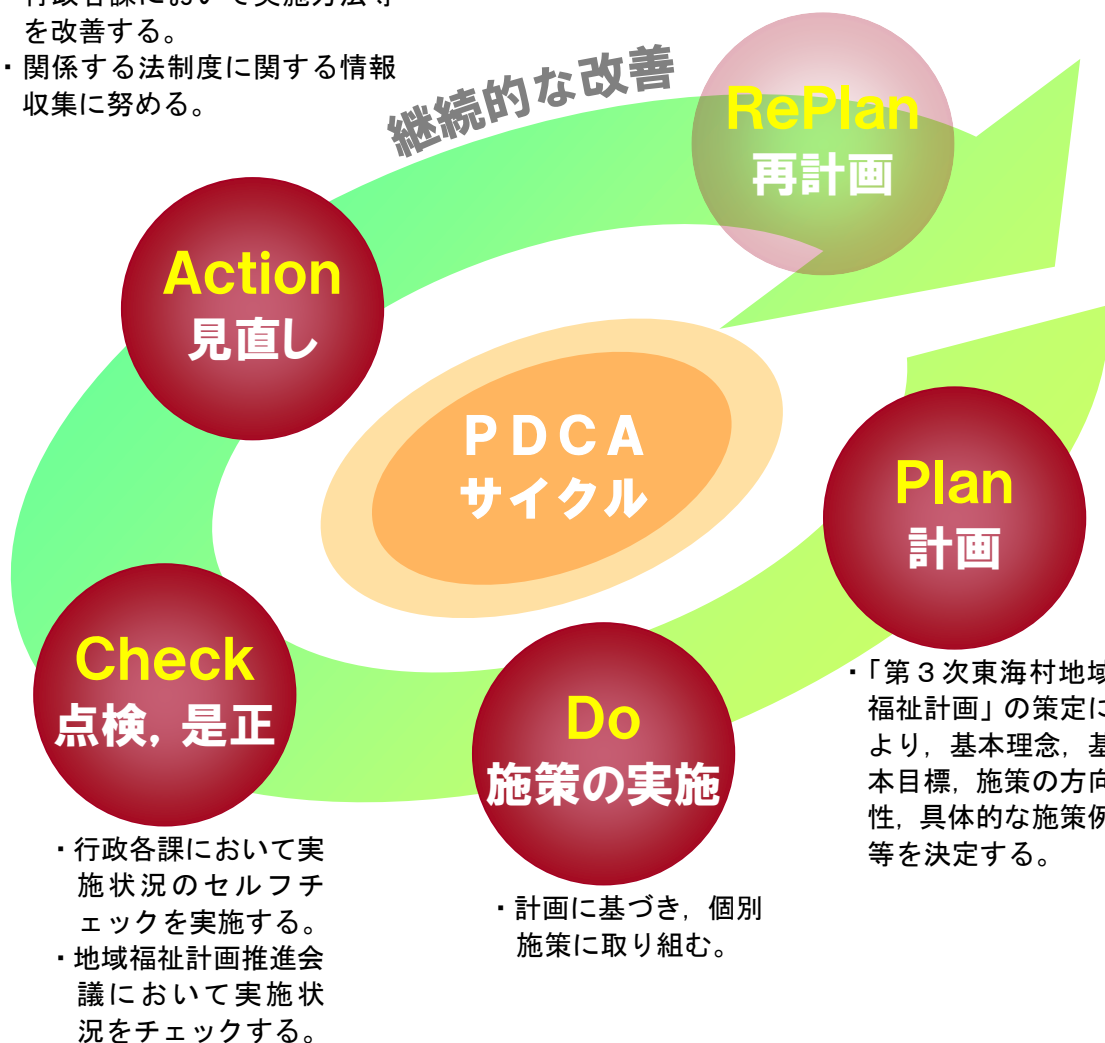 を改善する。
・関係する法制度に関する情報
収集に努める。
継続的な改善
RePlan
再計画
Action
見直し
PDCA
サイクル
Plan
計画
・「第3次東海村地域
福祉計画」の策定に
より，基本理念，基
本目標，施策の方向
性，具体的な施策例
等を決定する。
Check
点検，是正
・行政各課において実
施状況のセルフチ
ェックを実施する。
・地域福祉計画推進会
議において実施状
況をチェックする。
Do
施策の実施
・計画に基づき，個別
施策に取り組む。